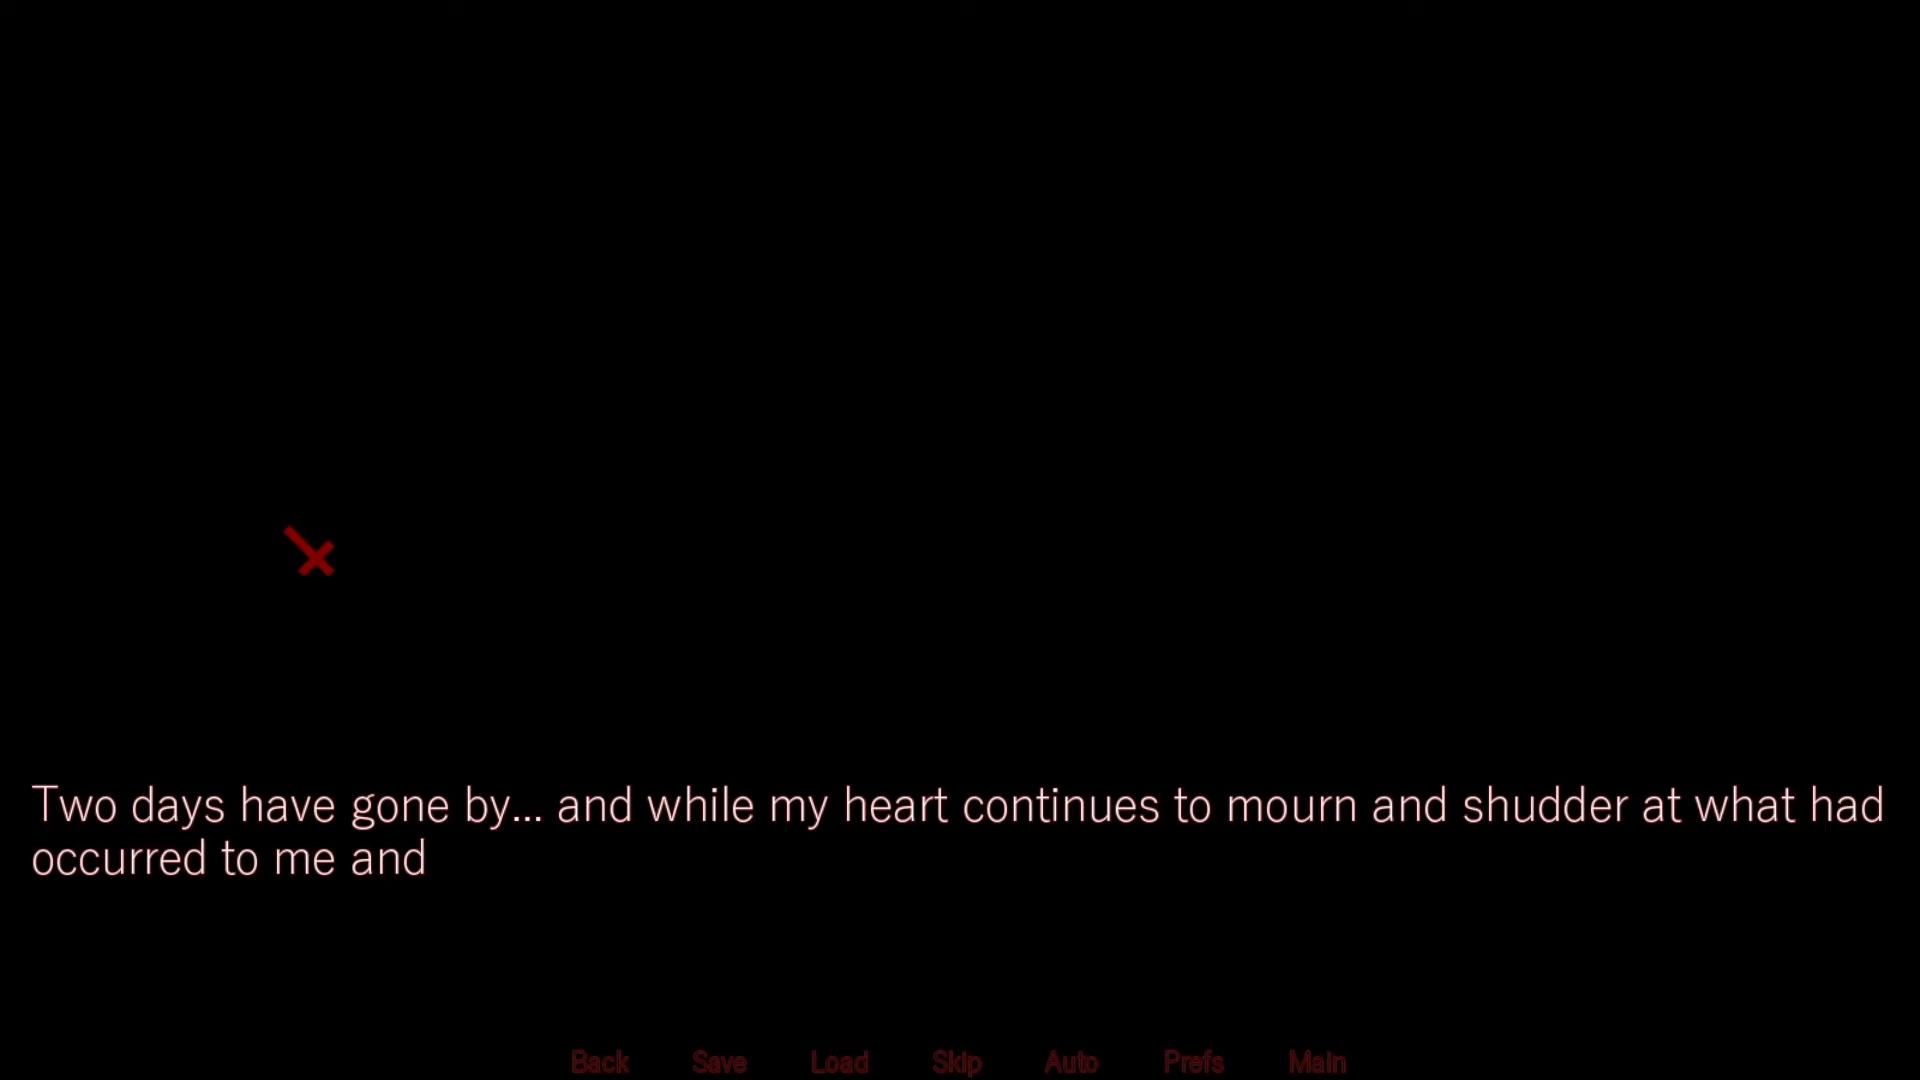 Two days have gone by... and while my heart continues to mourn and shudder at what had
occurred to me and
Back Save Load Skip Auto Prefs Main